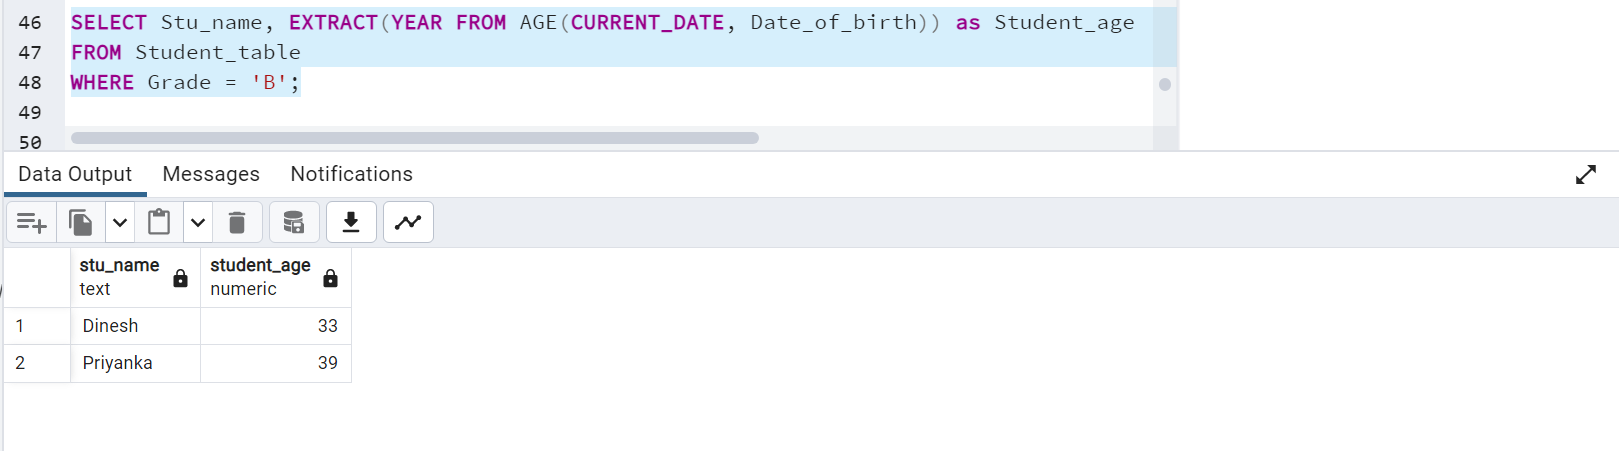 46 SELECT Stu_name, EXTRACT(YEAR FROM AGE(CURRENT_DATE, Date_of_birth)) as Student_age
47 FROM Student_table
48 WHERE Grade = 'B';
49
50
Data Output Messages Notifications
stu_name student_age
text numeric
1 Dinesh 33
2 Priyanka 39